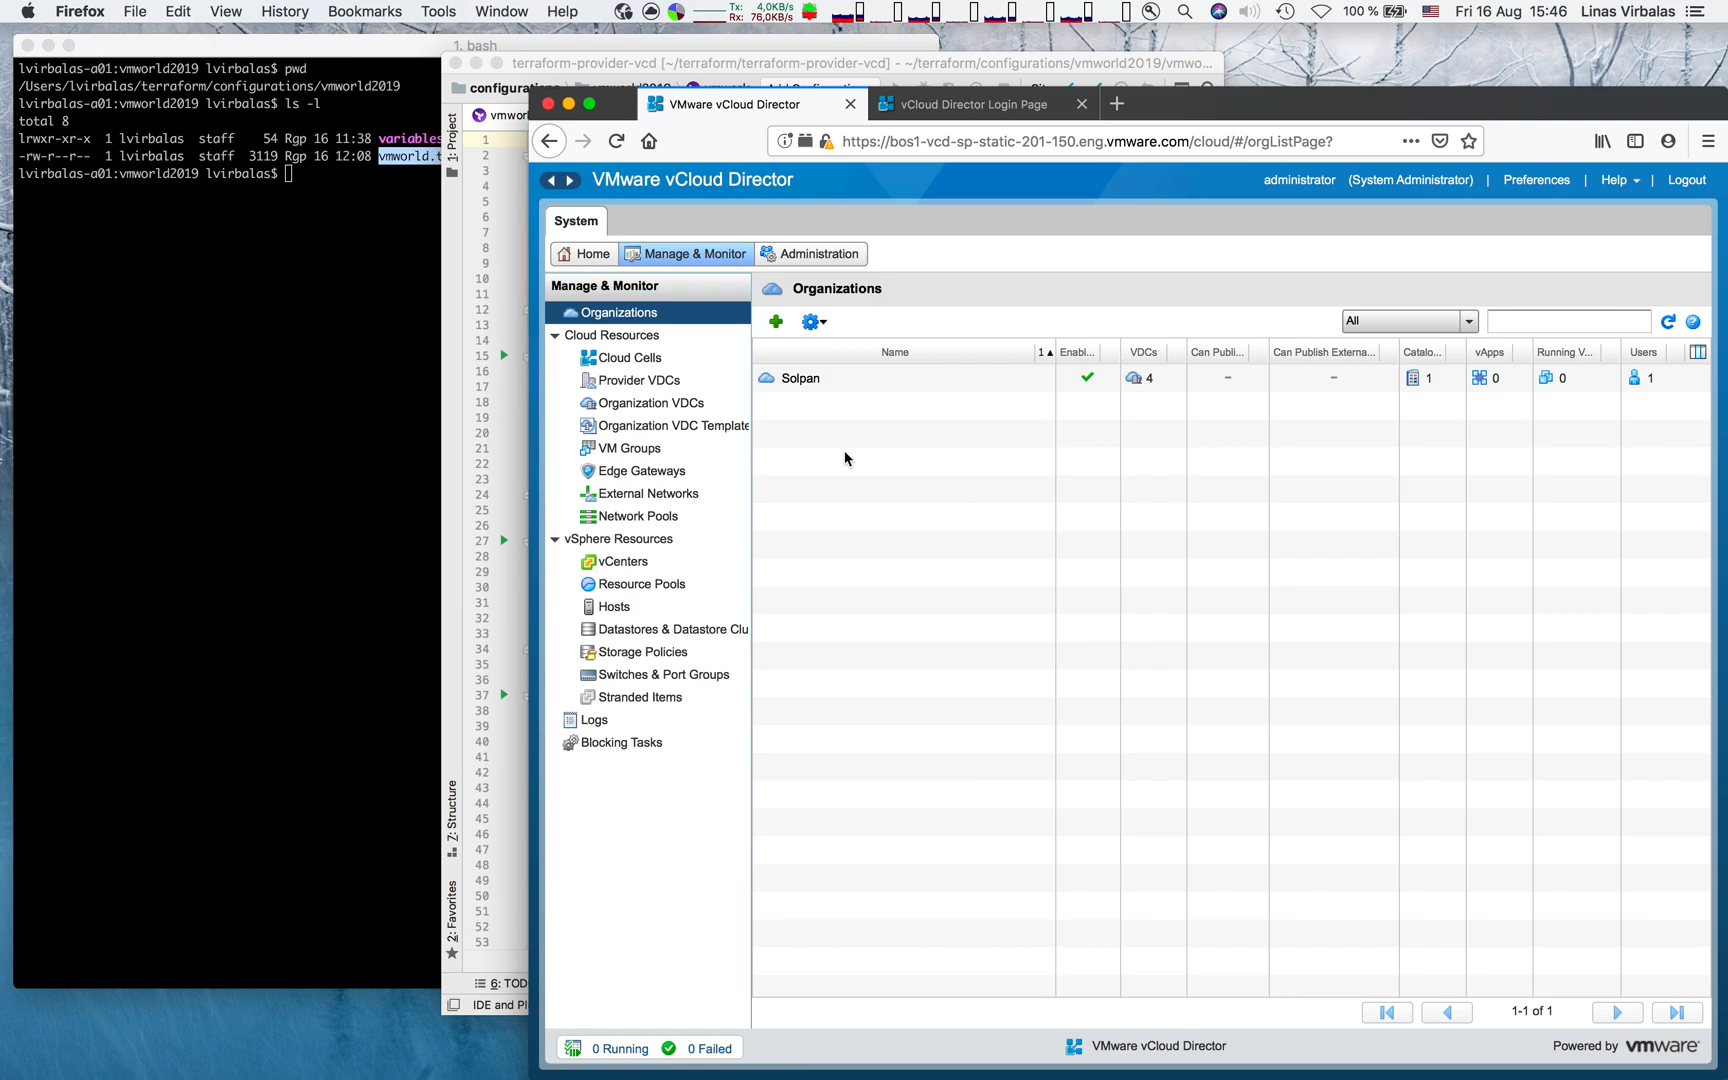 Firefox File Edit View History Bookmarks Tools Window Help Tx: 4,0KB/s Rx: 76,0KB/s 100 % Fri 16 Aug 15:46 Linas Virbalas
1. bash
lvirbalas-a01:vmworld2019 lvirbalas$ pwd
/Users/lvirbalas/terraform/configurations/vmworld2019
lvirbalas-a01:vmworld2019 lvirbalas$ ls -l
total 8
lrwxr-xr-x 1 lvirbalas staff 54 Rgp 16 11:38 variables
-rw-r--r-- 1 lvirbalas staff 3119 Rgp 16 12:08 vmworld.t
lvirbalas-a01:vmworld2019 lvirbalas$
terraform-provider-vcd [~/terraform/terraform-provider-vcd] - ~/terraform/configurations/vmworld2019/vmwo...
1: Project
7: Structure
2: Favorites
1
2
3
4
5
6
7
8
9
10
11
12
13
14
15
16
17
18
19
20
21
22
23
24
25
26
27
28
29
30
31
32
33
34
35
36
37
38
39
40
41
42
43
44
45
46
47
48
49
50
51
52
53
6: TOD
IDE and Pl
VMware vCloud Director
vCloud Director Login Page
https://bos1-vcd-sp-static-201-150.eng.vmware.com/cloud/#/orgListPage?
VMware vCloud Director
administrator (System Administrator) | Preferences | Help | Logout
System
Home Manage & Monitor Administration
Manage & Monitor
Organizations
Cloud Resources
Cloud Cells
Provider VDCs
Organization VDCs
Organization VDC Template
VM Groups
Edge Gateways
External Networks
Network Pools
vSphere Resources
vCenters
Resource Pools
Hosts
Datastores & Datastore Clu
Storage Policies
Switches & Port Groups
Stranded Items
Logs
Blocking Tasks
Organizations
All
Name 1▲ Enabl... VDCs Can Publi... Can Publish Externa... Catalo... vApps Running V... Users
Solpan 4 - - 1 0 0 1
1-1 of 1
0 Running 0 Failed
VMware vCloud Director
Powered by vmware